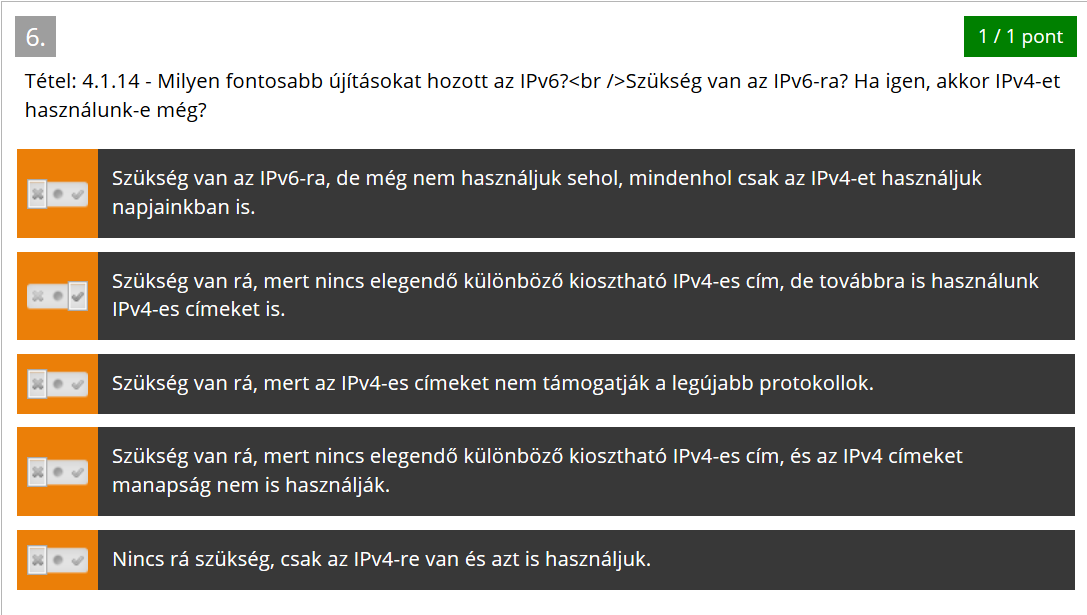 6.
1 / 1 pont
Tétel: 4.1.14 - Milyen fontosabb újításokat hozott az IPv6?<br />Szükség van az IPv6-ra? Ha igen, akkor IPv4-et
használunk-e még?
Szükség van az IPv6-ra, de még nem használjuk sehol, mindenhol csak az IPv4-et használjuk
napjainkban is.
Szükség van rá, mert nincs elegendő különböző kiosztható IPv4-es cím, de továbbra is használunk
IPv4-es címeket is.
Szükség van rá, mert az IPv4-es címeket nem támogatják a legújabb protokollok.
Szükség van rá, mert nincs elegendő különböző kiosztható IPv4-es cím, és az IPv4 címeket
manapság nem is használják.
Nincs rá szükség, csak az IPv4-re van és azt is használjuk.